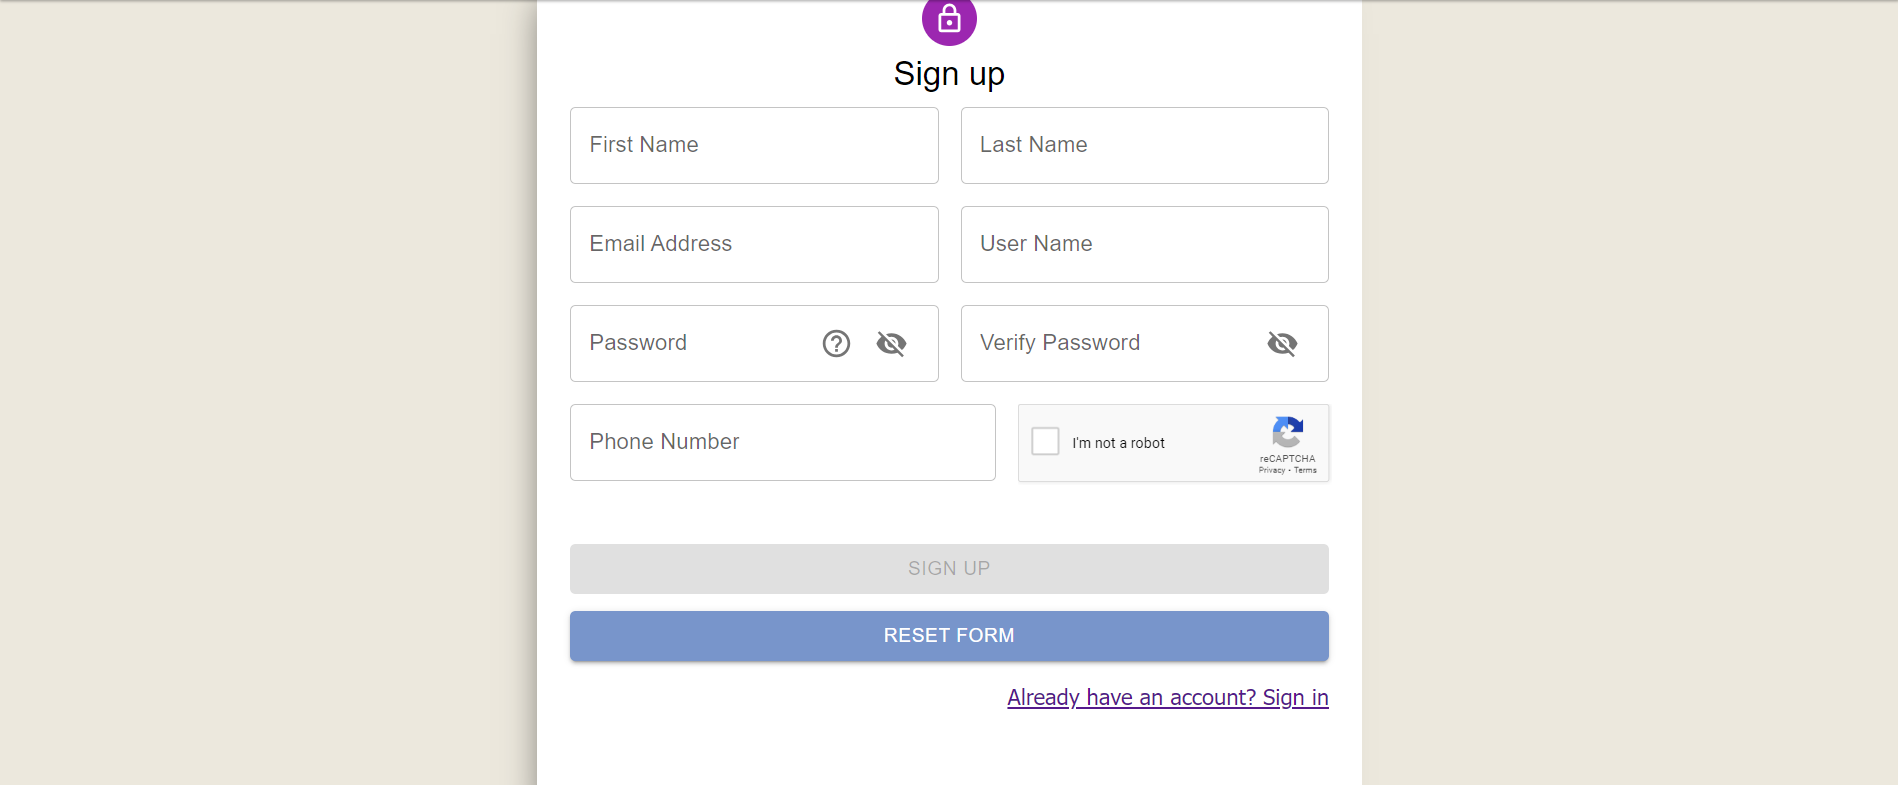 Sign up
First Name
Last Name
Email Address
User Name
Password
Verify Password
Phone Number
I'm not a robot
reCAPTCHA
Privacy - Terms
SIGN UP
RESET FORM
Already have an account? Sign in